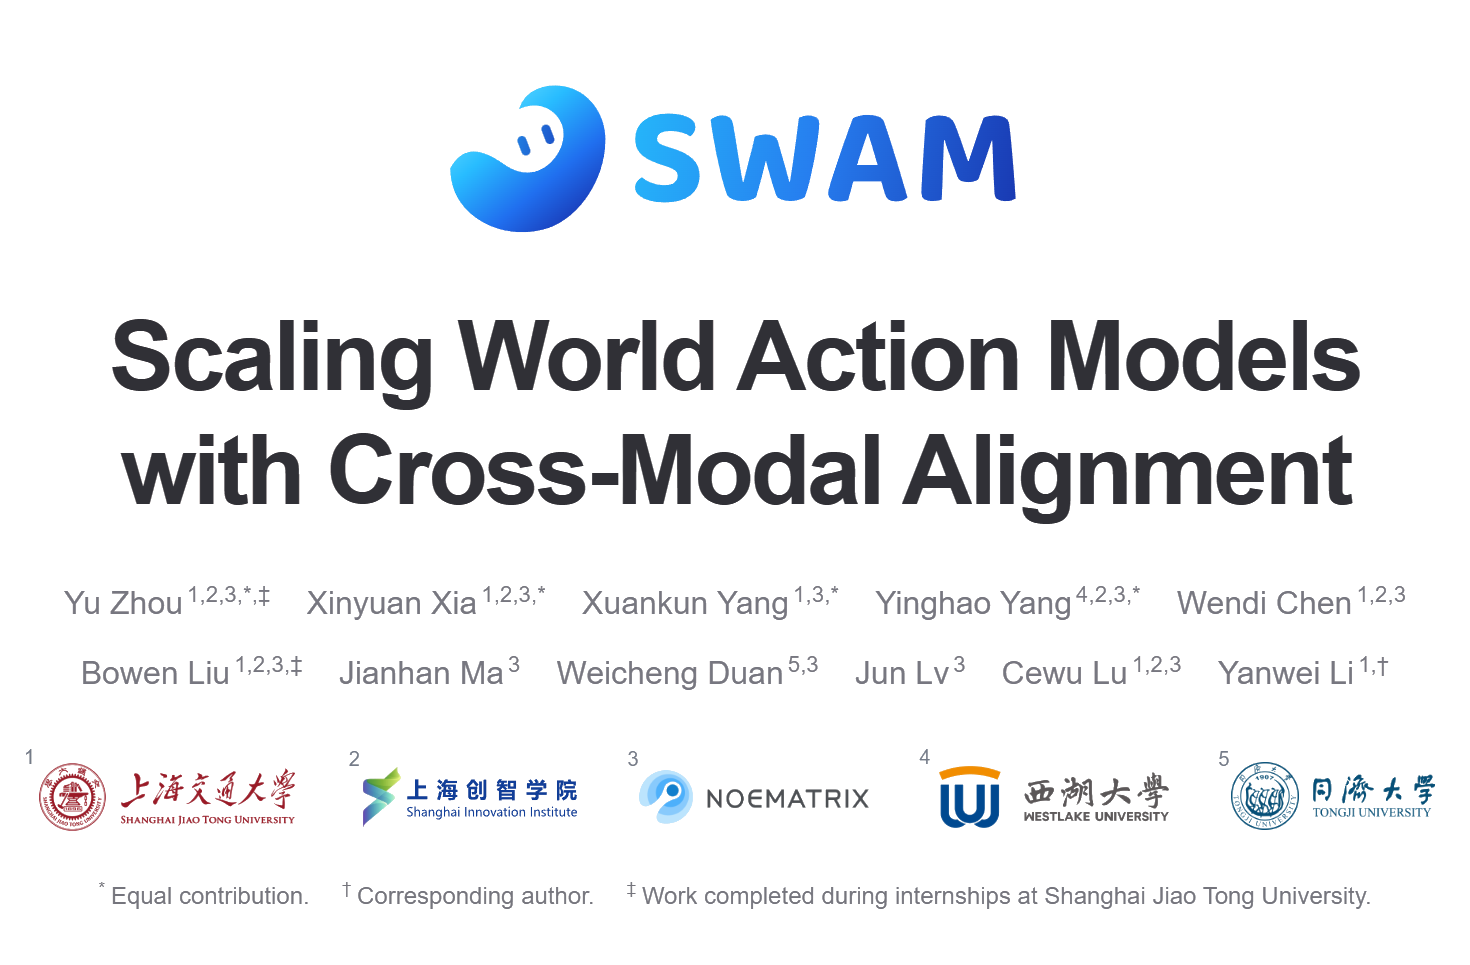 SWAM
Scaling World Action Models
with Cross-Modal Alignment
Yu Zhou 1,2,3,*,‡ Xinyuan Xia 1,2,3,* Xuankun Yang 1,3,* Yinghao Yang 4,2,3,* Wendi Chen 1,2,3
Bowen Liu 1,2,3,‡ Jianhan Ma 3 Weicheng Duan 5,3 Jun Lv 3 Cewu Lu 1,2,3 Yanwei Li 1,†
1 上海交通大学 2 上海创智学院 3 NOEMATRIX 4 西湖大學 5 同濟大學
SHANGHAI JIAO TONG UNIVERSITY Shanghai Innovation Institute WESTLAKE UNIVERSITY TONGJI UNIVERSITY
* Equal contribution. † Corresponding author. ‡ Work completed during internships at Shanghai Jiao Tong University.